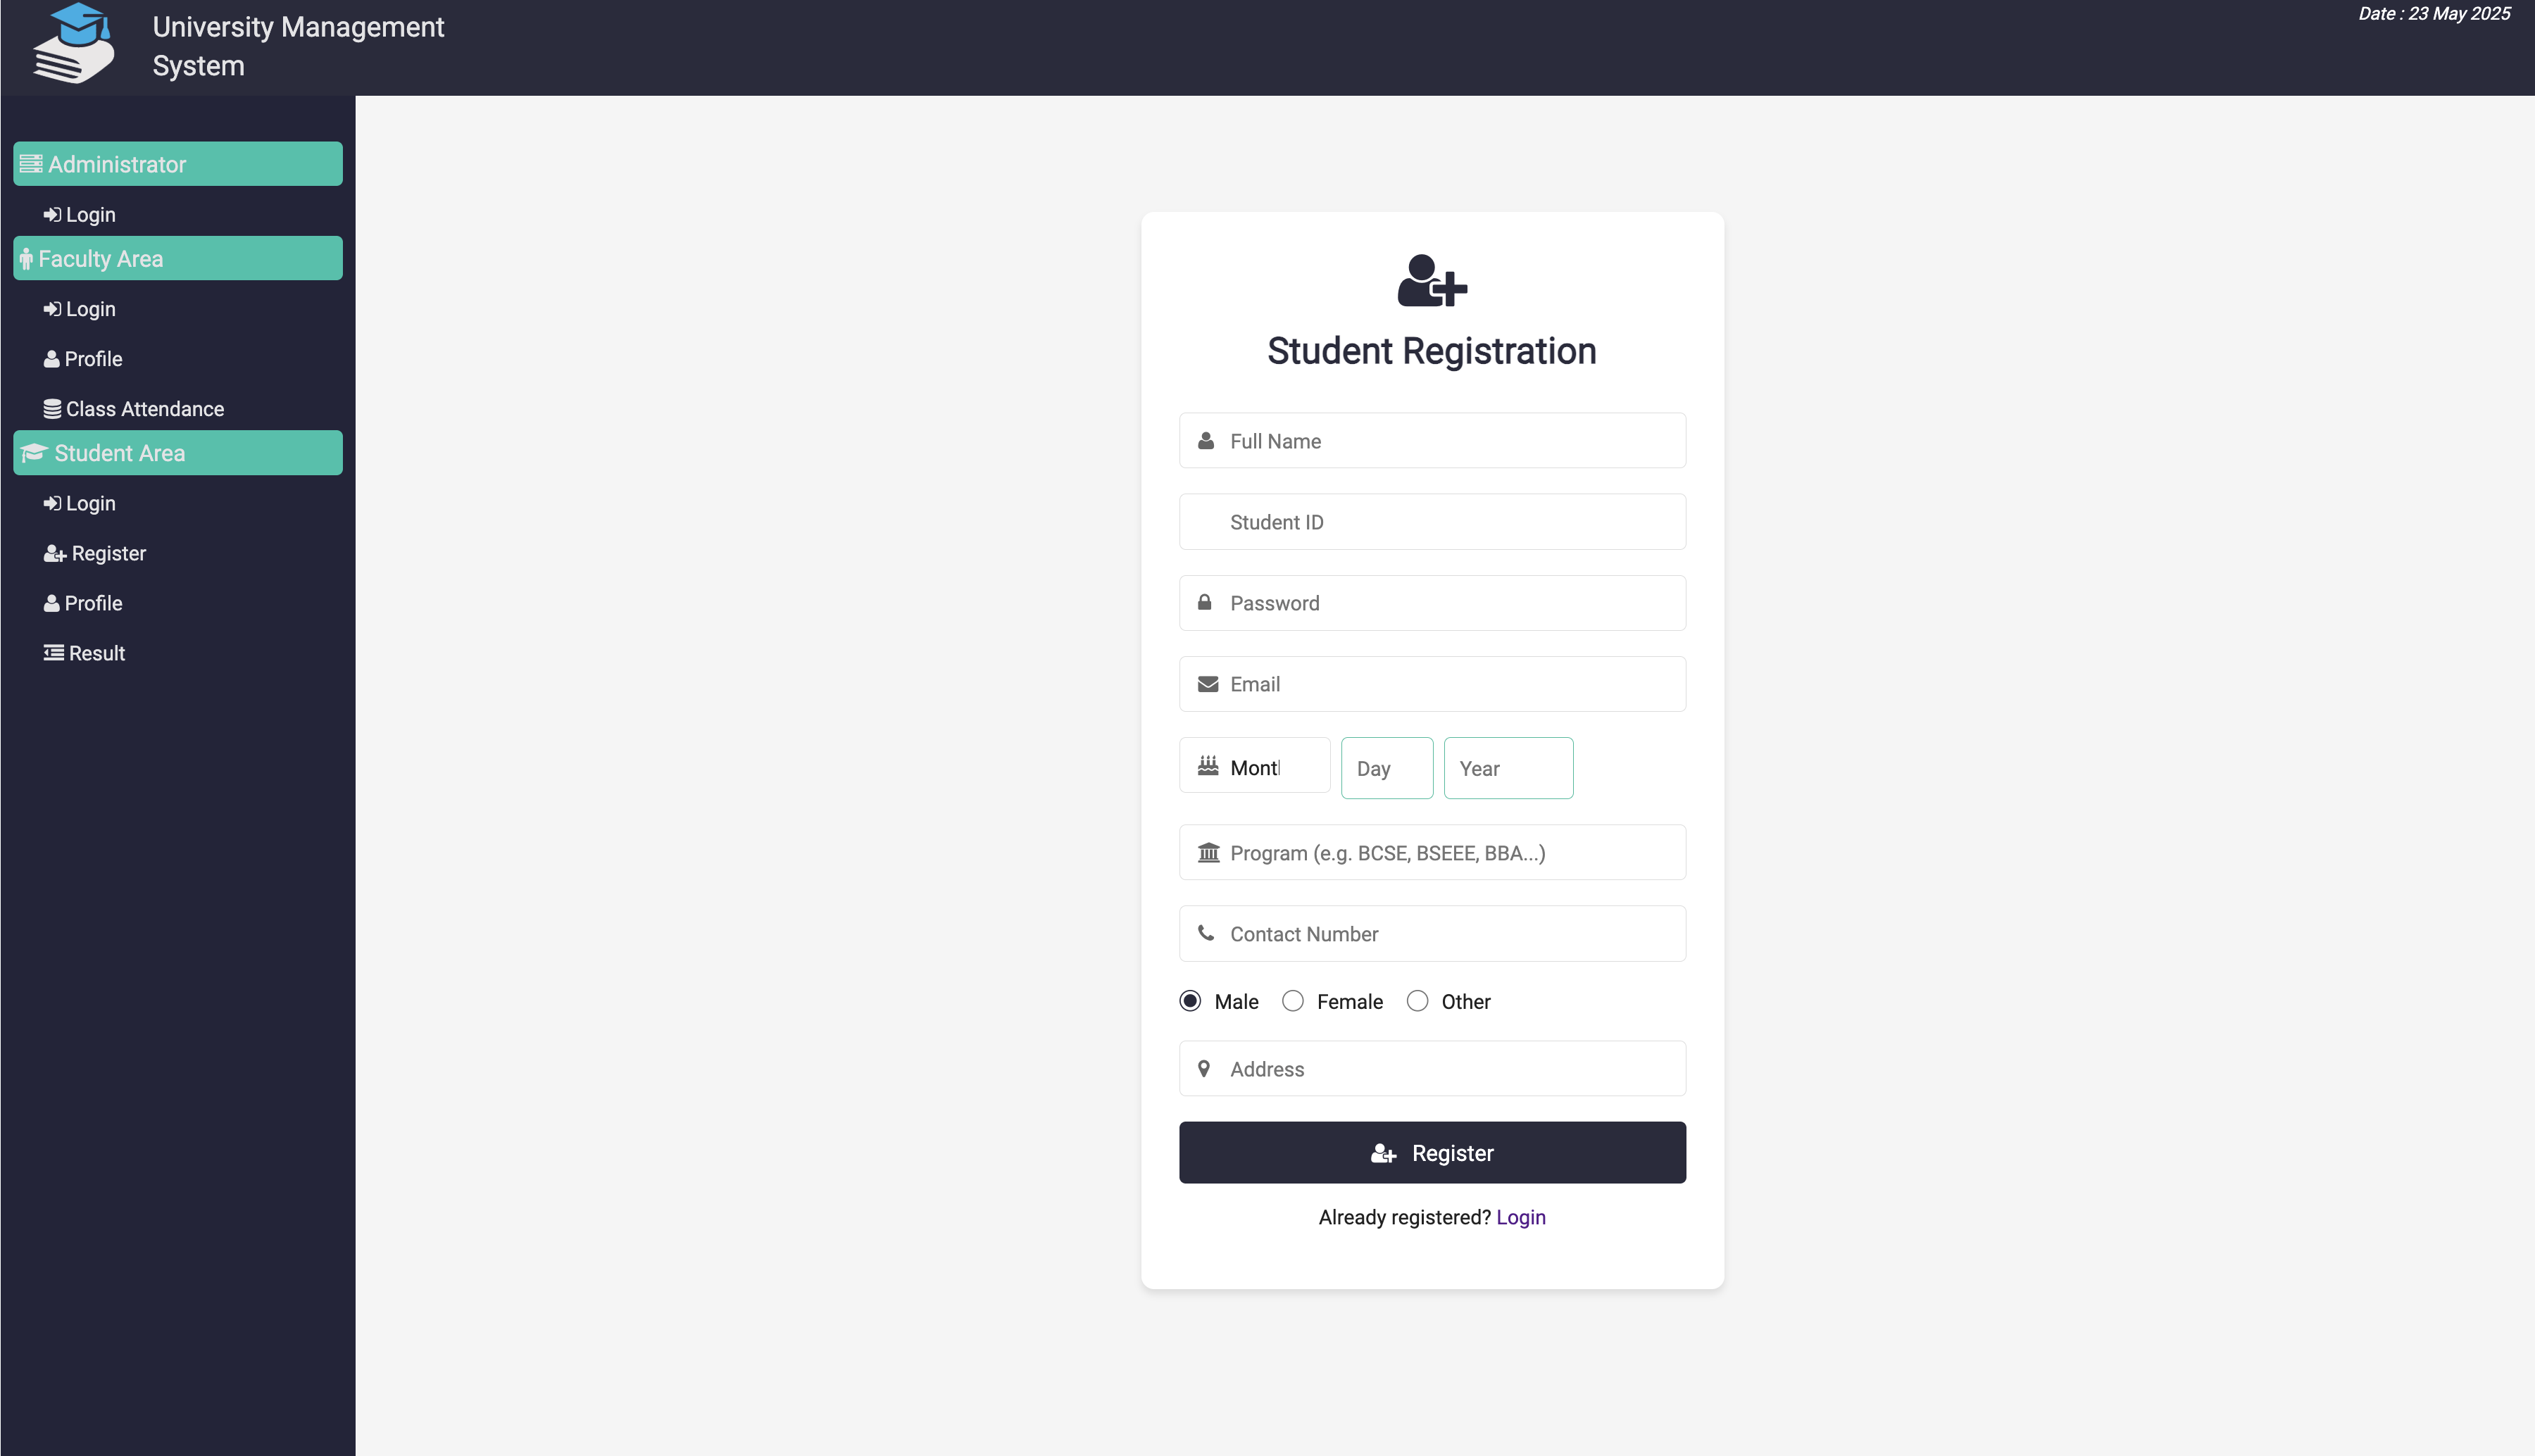 University Management
System
Date : 23 May 2025
Administrator
Login
Faculty Area
Login
Profile
Class Attendance
Student Area
Login
Register
Profile
Result
Student Registration
Full Name
Student ID
Password
Email
Mont Day Year
Program (e.g. BCSE, BSEEE, BBA...)
Contact Number
Male Female Other
Address
Register
Already registered? Login